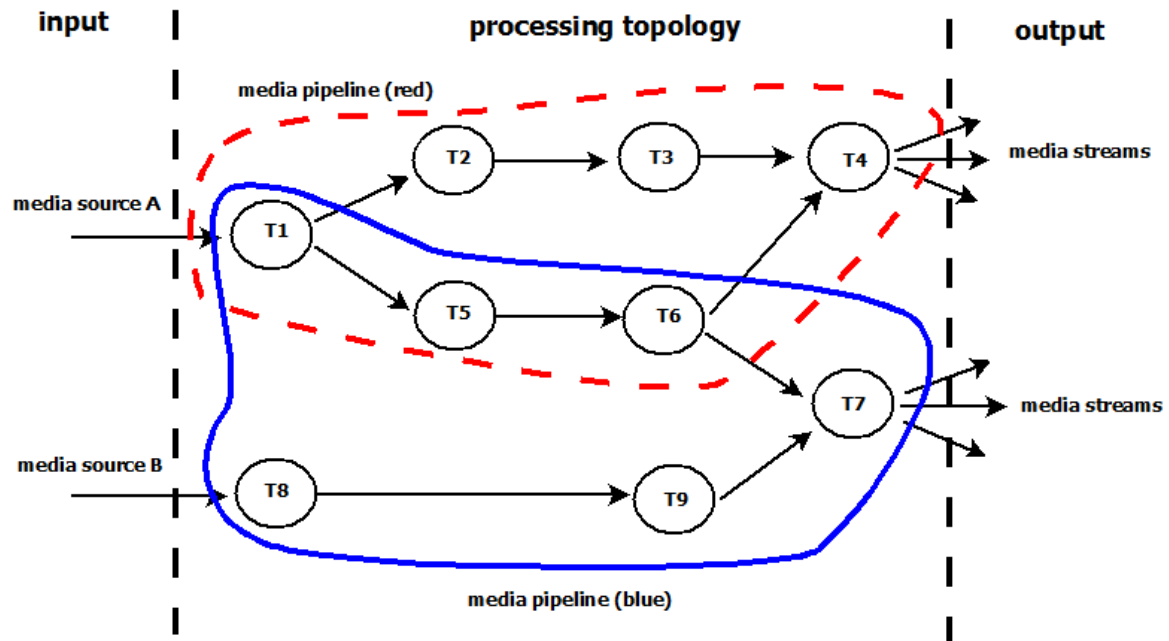 input
processing topology
output
media pipeline (red)
T2
T3
T4
media streams
media source A
T1
T5
T6
T7
media streams
media source B
T8
T9
media pipeline (blue)